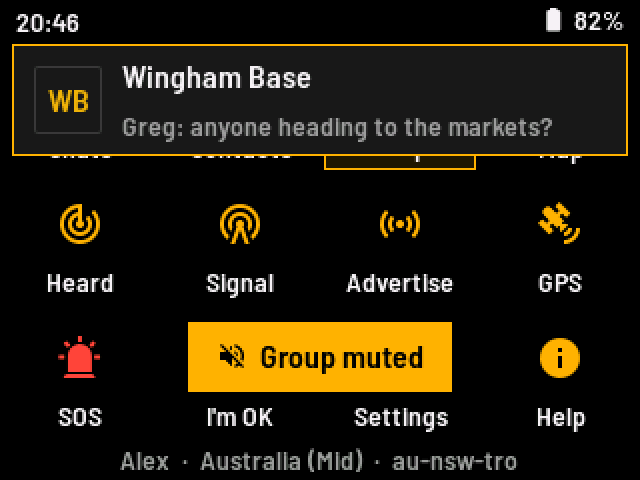 20:46 82%
WB
Wingham Base
Greg: anyone heading to the markets?
Heard Signal Advertise GPS
Group muted
SOS I'm OK Settings Help
Alex · Australia (Mid) · au-nsw-tro